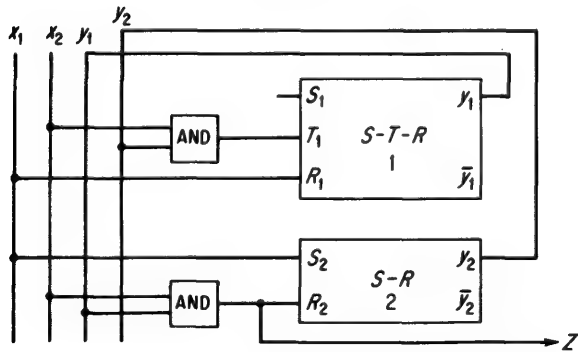 x₁ x₂ y₁ y₂
S₁ y₁
AND T₁ S-T-R
1
R₁ ȳ₁
S₂ y₂
S-R
AND R₂ 2 ȳ₂
Z